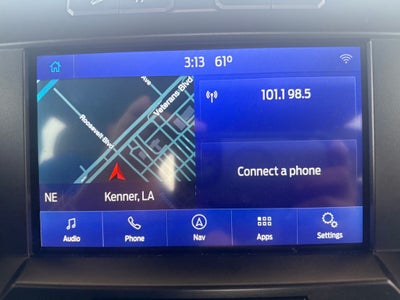 3:13 61°
Veterans Blvd
Roosevelt Blvd
101.1 98.5
Connect a phone
NE Kenner, LA
Audio Phone Nav Apps Settings